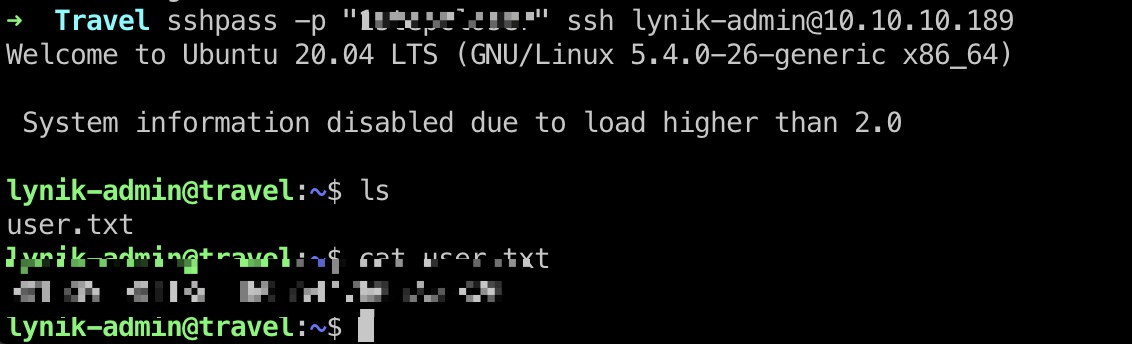 → Travel sshpass -p "" ssh lynik-admin@10.10.10.189
Welcome to Ubuntu 20.04 LTS (GNU/Linux 5.4.0-26-generic x86_64)
System information disabled due to load higher than 2.0
lynik-admin@travel:~$ ls
user.txt
lynik-admin@travel:~$ cat user.txt
lynik-admin@travel:~$